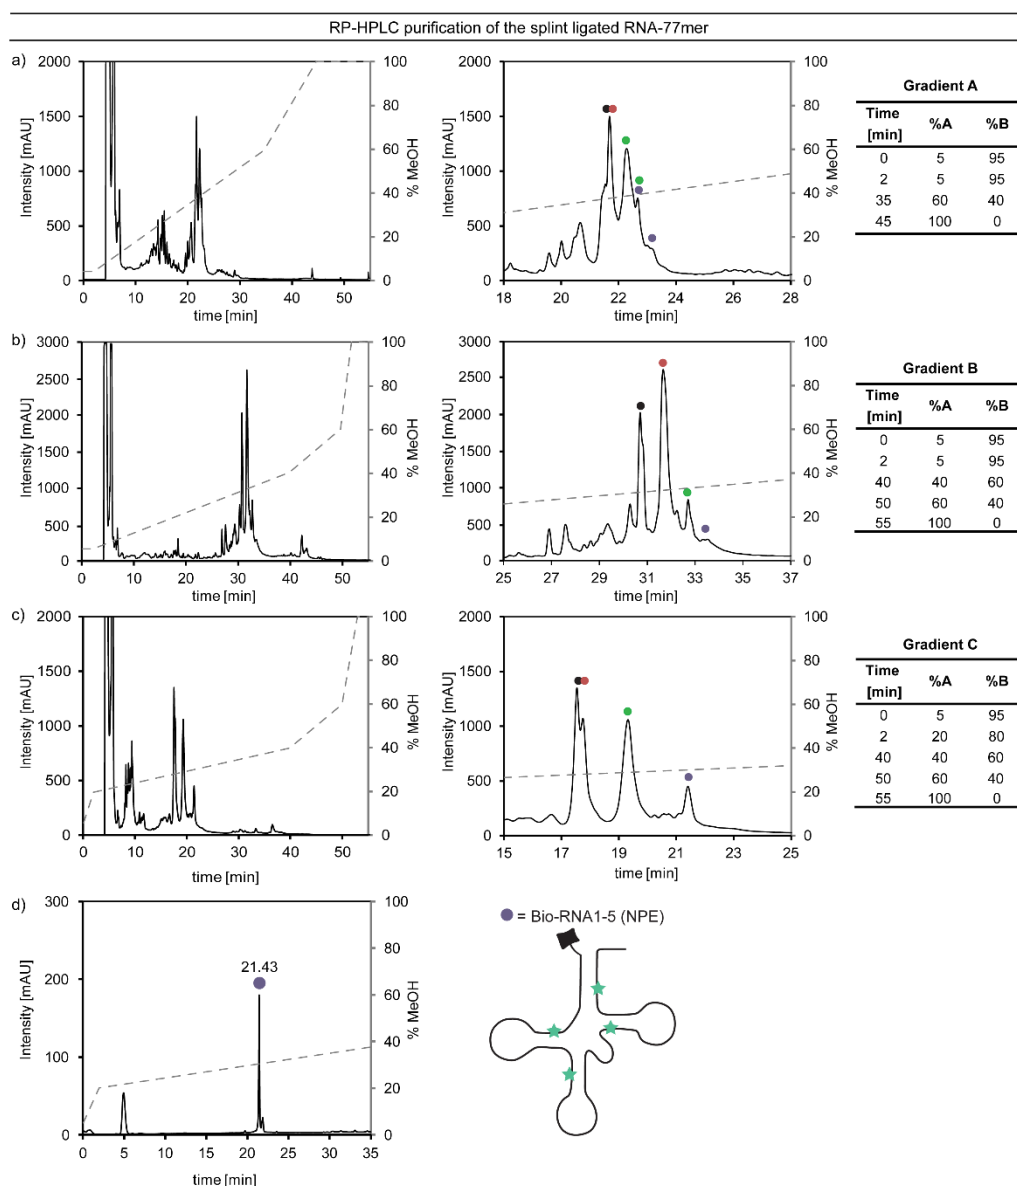 RP-HPLC purification of the splint ligated RNA-77mer
a)
Intensity [mAU]
2000
1500
1000
500
0
0 10 20 30 40 50
time [min]
100
80
60
40
20
0
% MeOH
Intensity [mAU]
2000
1500
1000
500
0
18 20 22 24 26 28
time [min]
100
80
60
40
20
0
% MeOH
Gradient A
Time [min] %A %B
0 5 95
2 5 95
35 60 40
45 100 0
b)
Intensity [mAU]
3000
2500
2000
3000
500
0
0 10 20 30 40 50
time [min]
100
80
60
40
20
0
% MeOH
Intensity [mAU]
3000
2500
2000
3000
1000
500
0
25 27 29 31 33 35 37
time [min]
100
80
60
40
20
0
% MeOH
Gradient B
Time [min] %A %B
0 5 95
2 5 95
40 40 60
50 60 40
55 100 0
c)
Intensity [mAU]
2000
1500
1000
500
0
0 10 20 30 40 50
time [min]
100
80
60
40
20
0
% MeOH
Intensity [mAU]
2000
1500
1000
500
0
15 17 19 21 23 25
time [min]
100
80
60
40
20
0
% MeOH
Gradient C
Time [min] %A %B
0 5 95
2 20 80
40 40 60
50 60 40
55 100 0
d)
Intensity [mAU]
300
200
100
0
21.43
0 5 10 15 20 25 30 35
time [min]
100
80
60
40
20
0
% MeOH
= Bio-RNA1-5 (NPE)